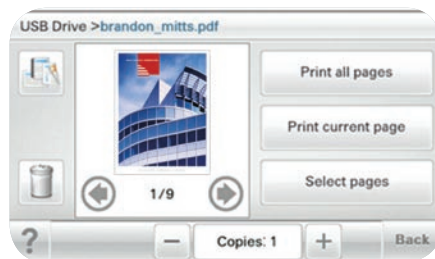 USB Drive >brandon_mitts.pdf
Print all pages
Print current page
1/9
Select pages
?
− Copies: 1 +
Back